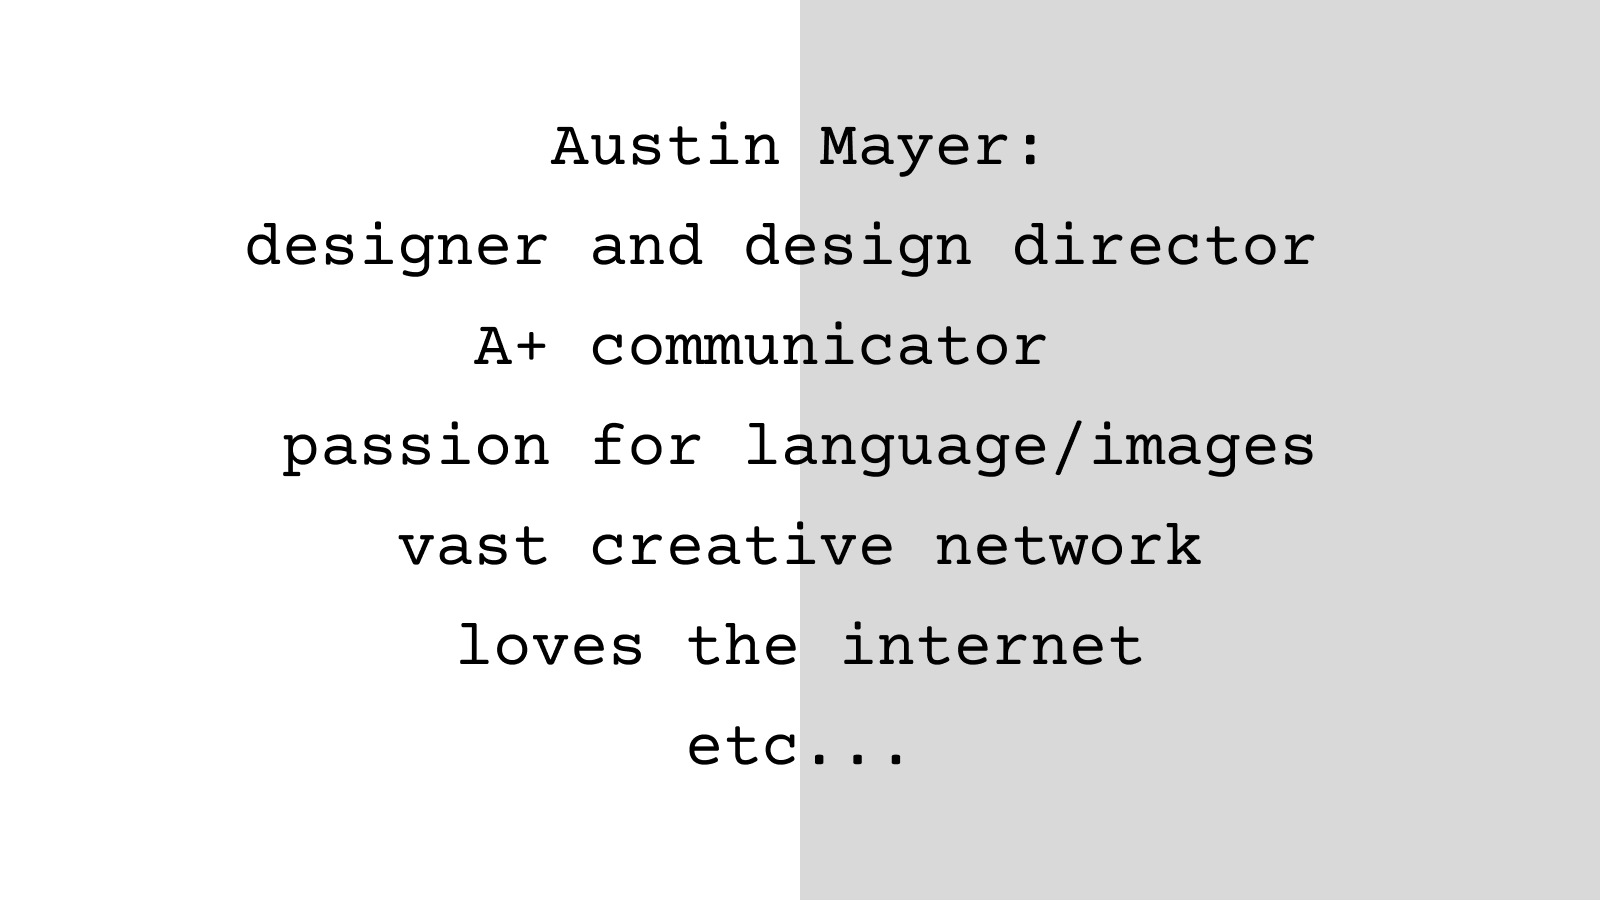 Austin Mayer:
designer and design director
A+ communicator
passion for language/images
vast creative network
loves the internet
etc...